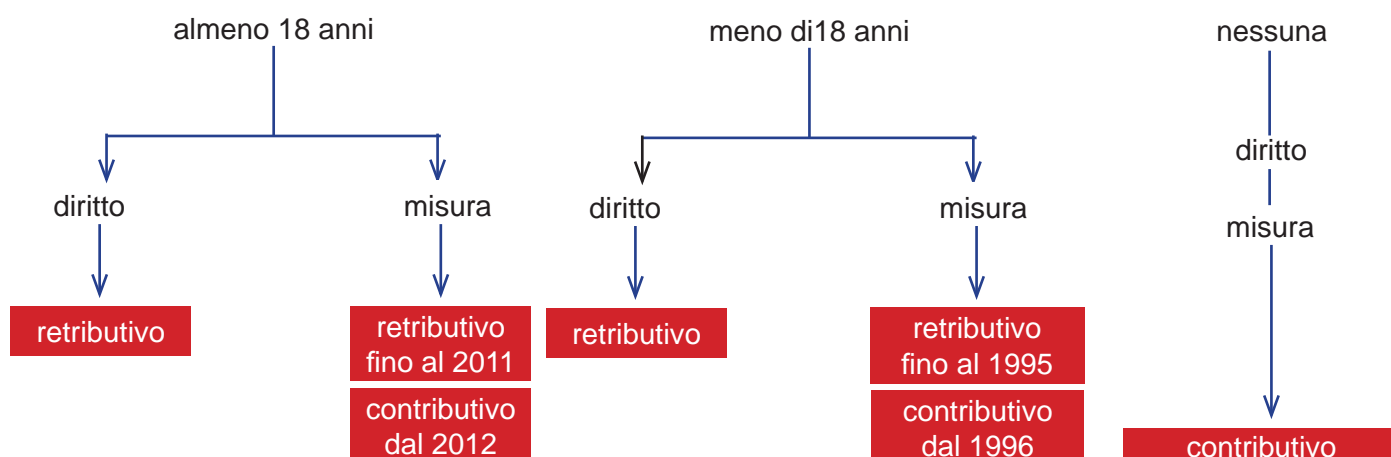 almeno 18 anni
diritto
retributivo
misura
retributivo
fino al 2011
contributivo
dal 2012
meno di18 anni
diritto
retributivo
misura
retributivo
fino al 1995
contributivo
dal 1996
nessuna
diritto
misura
contributivo